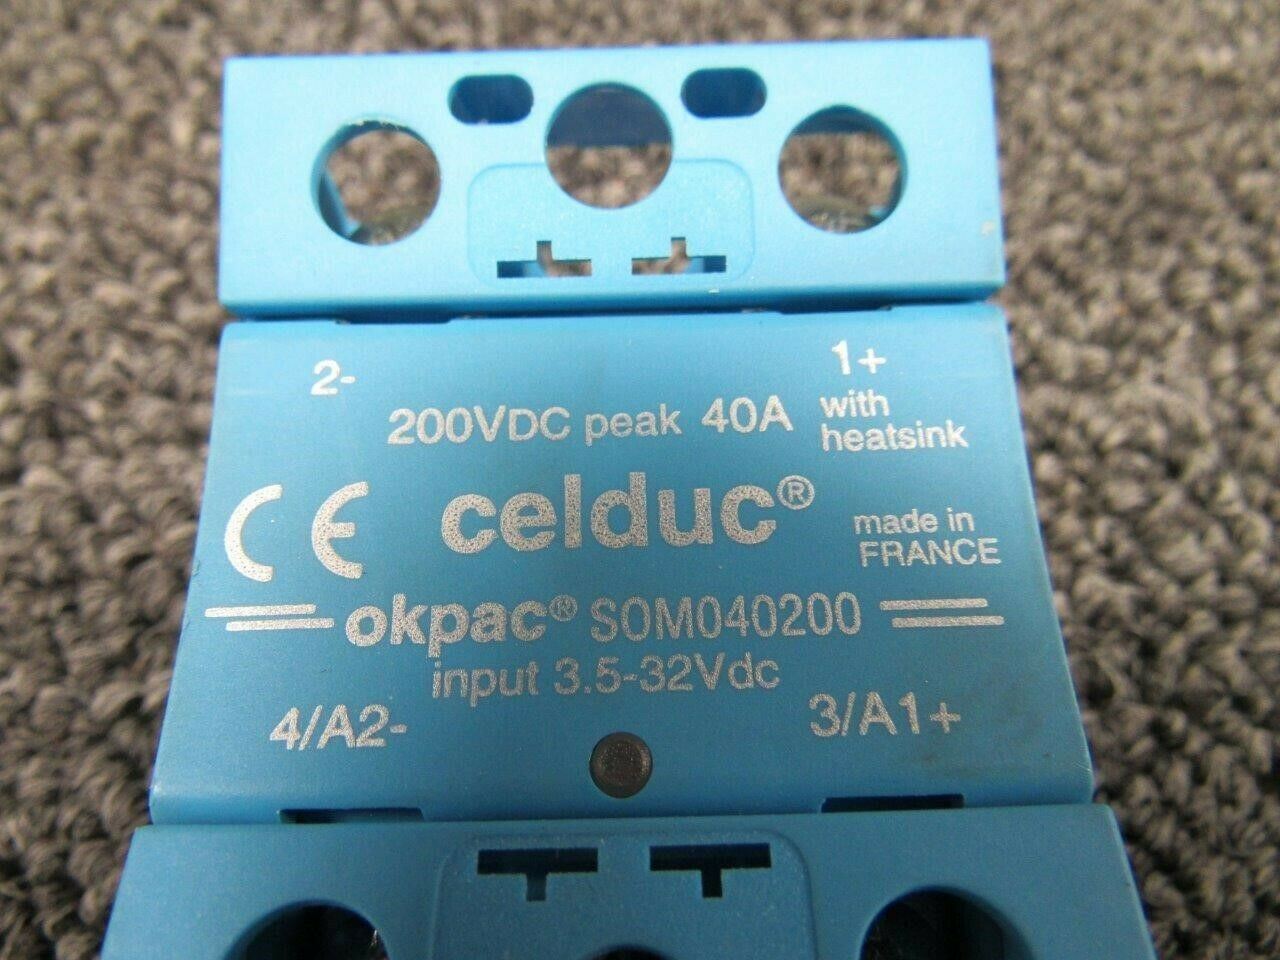 2- 1+
200VDC peak 40A with
heatsink
CE celduc® made in
FRANCE
okpac® SOM040200
input 3.5-32Vdc
4/A2- 3/A1+